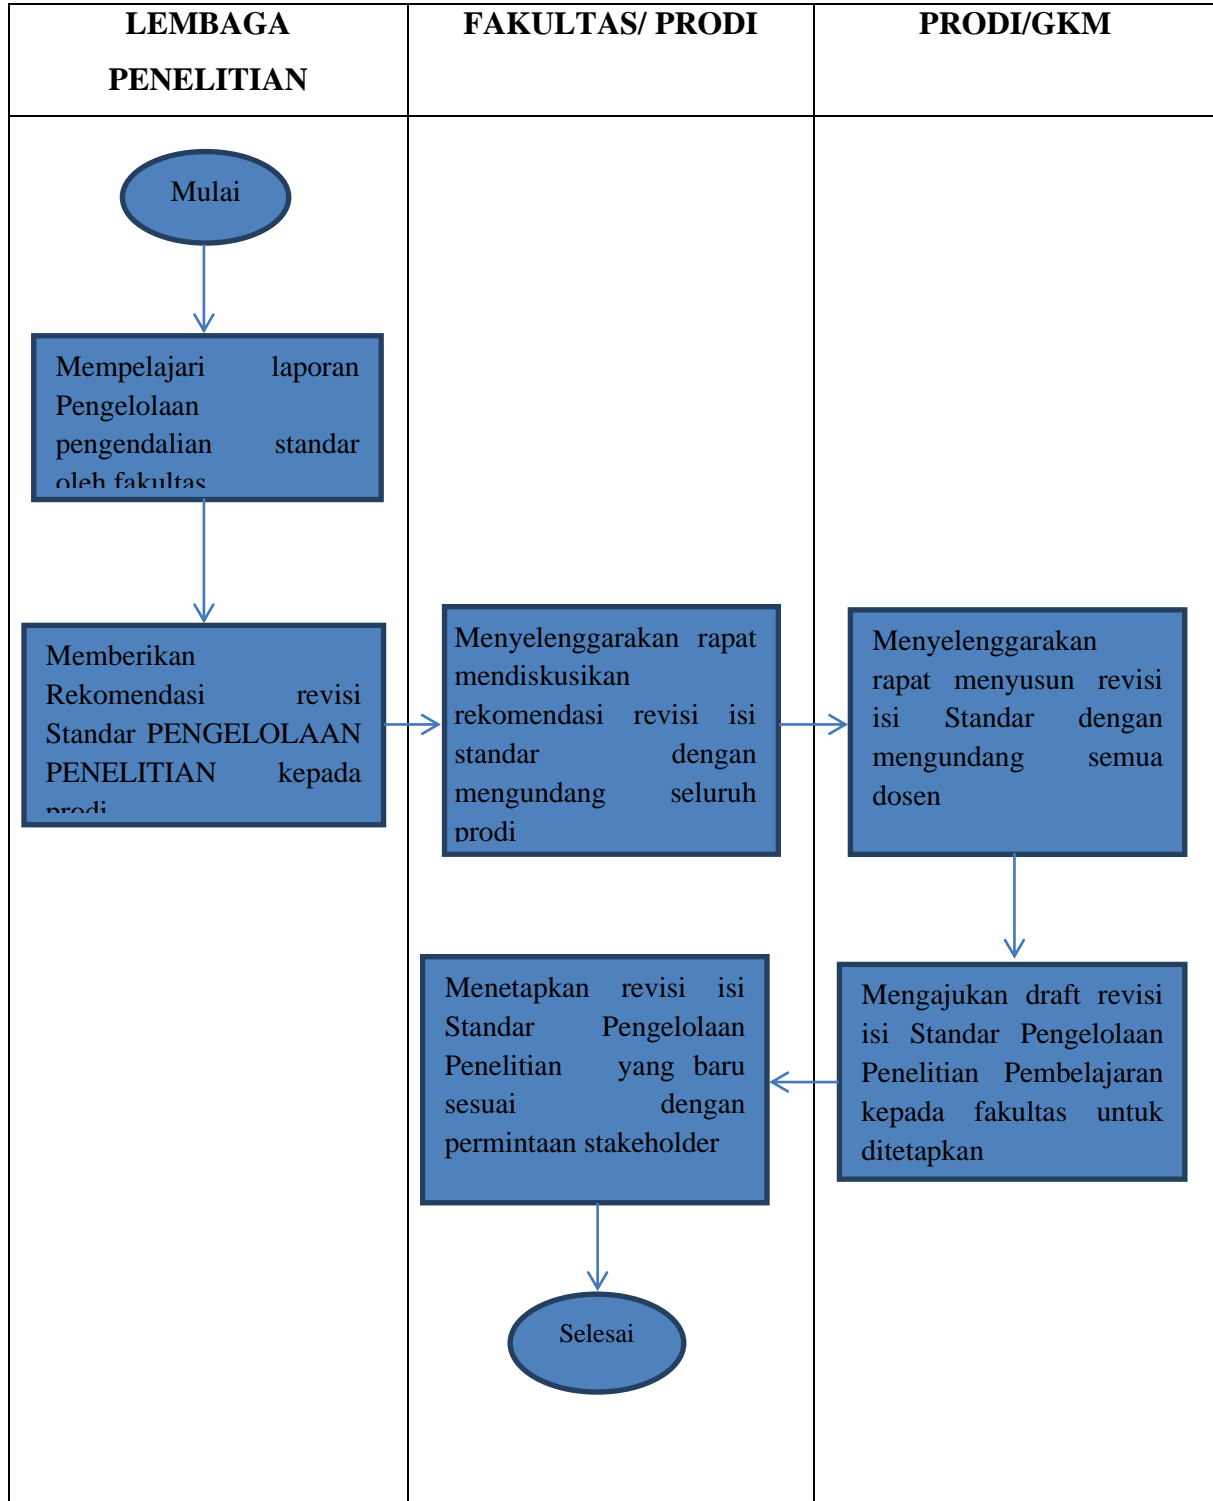 LEMBAGA
PENELITIAN
FAKULTAS/ PRODI
PRODI/GKM
Mulai
Mempelajari laporan
Pengelolaan
pengendalian standar
oleh fakultas
Memberikan
Rekomendasi revisi
Standar PENGELOLAAN
PENELITIAN kepada
prodi
Menyelenggarakan rapat
mendiskusikan
rekomendasi revisi isi
standar dengan
mengundang seluruh
prodi
Menyelenggarakan
rapat menyusun revisi
isi Standar dengan
mengundang semua
dosen
Mengajukan draft revisi
isi Standar Pengelolaan
Penelitian Pembelajaran
kepada fakultas untuk
ditetapkan
Menetapkan revisi isi
Standar Pengelolaan
Penelitian yang baru
sesuai dengan
permintaan stakeholder
Selesai